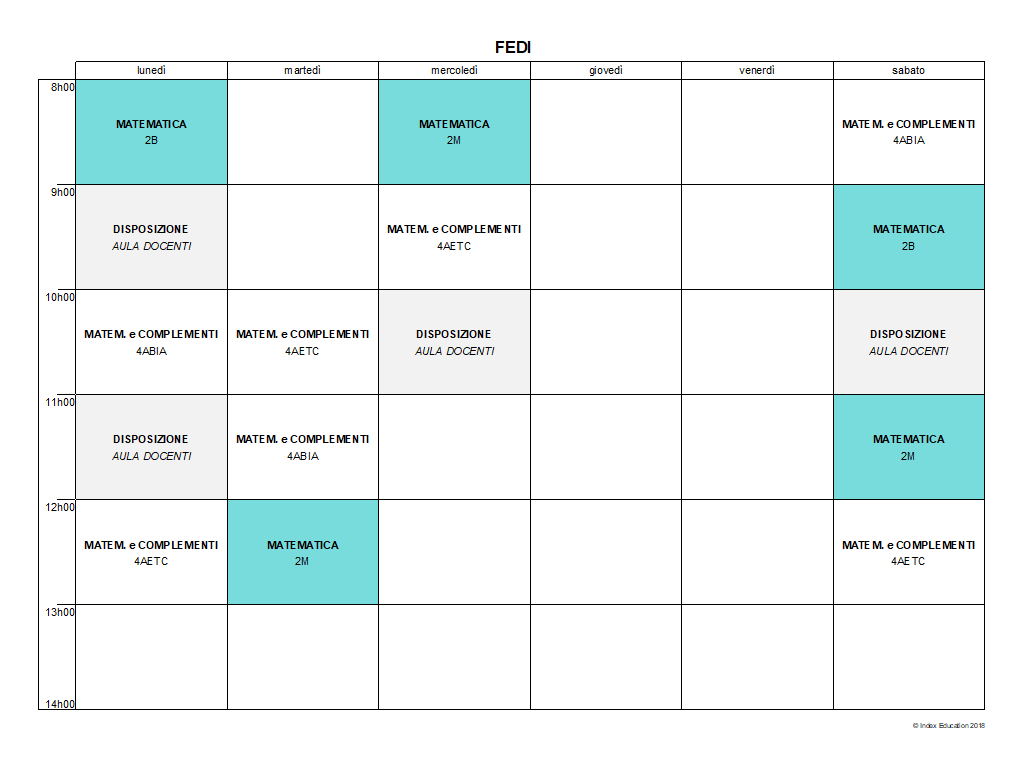 FEDI
lunedì martedì mercoledì giovedì venerdì sabato
8h00
MATEMATICA MATEMATICA MATEM. e COMPLEMENTI
2B 2M 4ABIA
9h00
DISPOSIZIONE MATEM. e COMPLEMENTI MATEMATICA
AULA DOCENTI 4AETC 2B
10h00
MATEM. e COMPLEMENTI MATEM. e COMPLEMENTI DISPOSIZIONE DISPOSIZIONE
4ABIA 4AETC AULA DOCENTI AULA DOCENTI
11h00
DISPOSIZIONE MATEM. e COMPLEMENTI MATEMATICA
AULA DOCENTI 4ABIA 2M
12h00
MATEM. e COMPLEMENTI MATEMATICA MATEM. e COMPLEMENTI
4AETC 2M 4AETC
13h00
14h00
© Index Education 2018